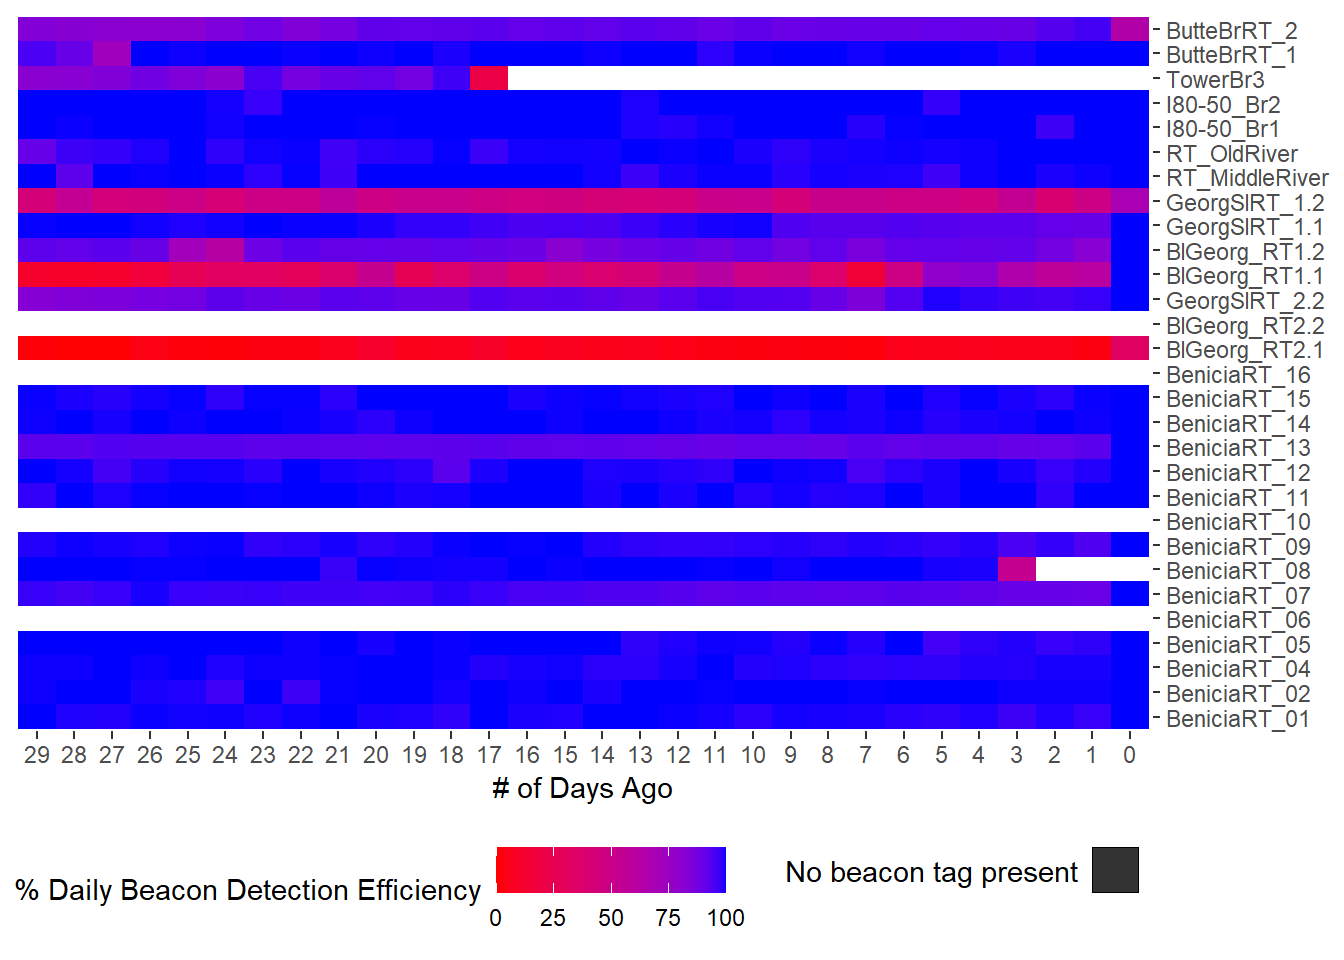 ButteBrRT_2
ButteBrRT_1
TowerBr3
I80-50_Br2
I80-50_Br1
RT_OldRiver
RT_MiddleRiver
GeorgSlRT_1.2
GeorgSlRT_1.1
BlGeorg_RT1.2
BlGeorg_RT1.1
GeorgSlRT_2.2
BlGeorg_RT2.2
BlGeorg_RT2.1
BeniciaRT_16
BeniciaRT_15
BeniciaRT_14
BeniciaRT_13
BeniciaRT_12
BeniciaRT_11
BeniciaRT_10
BeniciaRT_09
BeniciaRT_08
BeniciaRT_07
BeniciaRT_06
BeniciaRT_05
BeniciaRT_04
BeniciaRT_02
BeniciaRT_01
29 28 27 26 25 24 23 22 21 20 19 18 17 16 15 14 13 12 11 10 9 8 7 6 5 4 3 2 1 0
# of Days Ago
% Daily Beacon Detection Efficiency
0 25 50 75 100
No beacon tag present